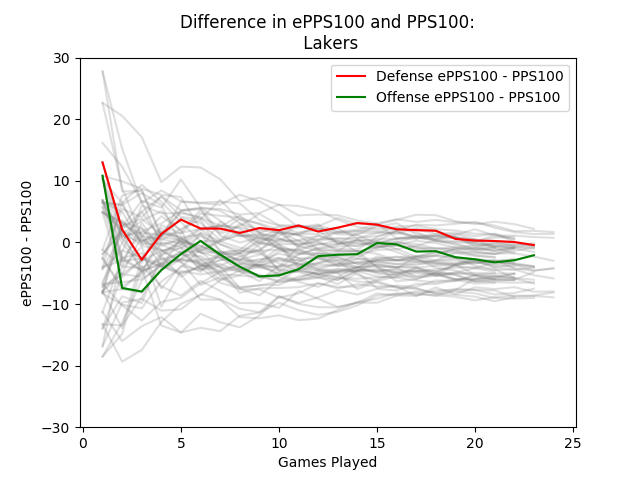 Difference in ePPS100 and PPS100:
Lakers
Defense ePPS100 - PPS100
Offense ePPS100 - PPS100
ePPS100 - PPS100
30
20
10
0
−10
−20
−30
0 5 10 15 20 25
Games Played